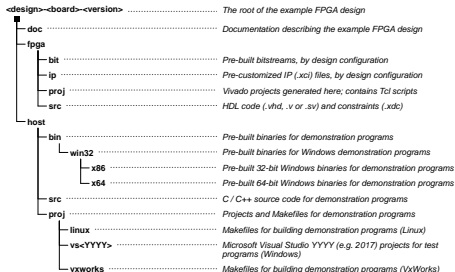 <design>-<board>-<version> The root of the example FPGA design
doc Documentation describing the example FPGA design
fpga
bit Pre-built bitstreams, by design configuration
ip Pre-customized IP (.xci) files, by design configuration
proj Vivado projects generated here; contains Tcl scripts
src HDL code (.vhd, .v or .sv) and constraints (.xdc)
host
bin Pre-built binaries for demonstration programs
win32 Pre-built binaries for Windows demonstration programs
x86 Pre-built 32-bit Windows binaries for demonstration programs
x64 Pre-built 64-bit Windows binaries for demonstration programs
src C / C++ source code for demonstration programs
proj Projects and Makefiles for demonstration programs
linux Makefiles for building demonstration programs (Linux)
vs<YYYY> Microsoft Visual Studio YYYY (e.g. 2017) projects for test
programs (Windows)
vxworks Makefiles for building demonstration programs (VxWorks)